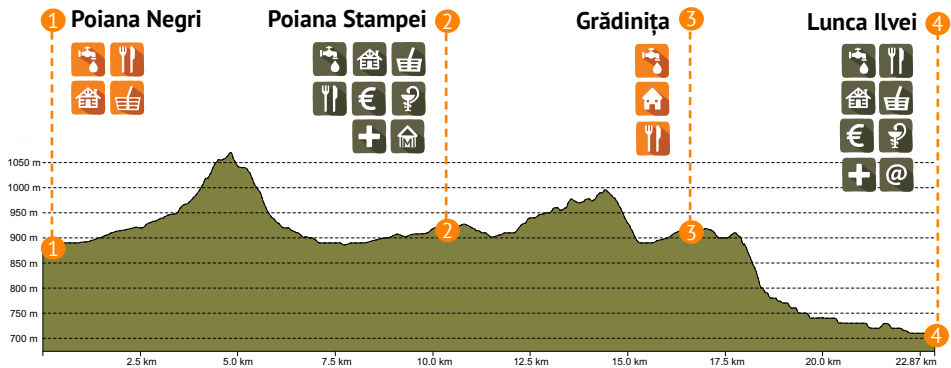 1 Poiana Negri
Poiana Stampei 2
Grădinița 3
Lunca Ilvei 4
€
M
€
@
1050 m
1000 m
950 m
900 m
850 m
800 m
750 m
700 m
1
2
3
4
2.5 km 5.0 km 7.5 km 10.0 km 12.5 km 15.0 km 17.5 km 20.0 km 22.87 km